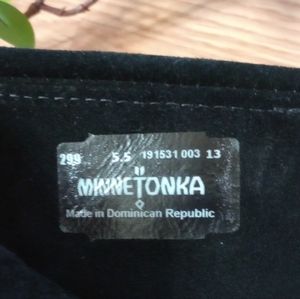 299 5.5 191531 003 13
MINNETONKA
Made in Dominican Republic